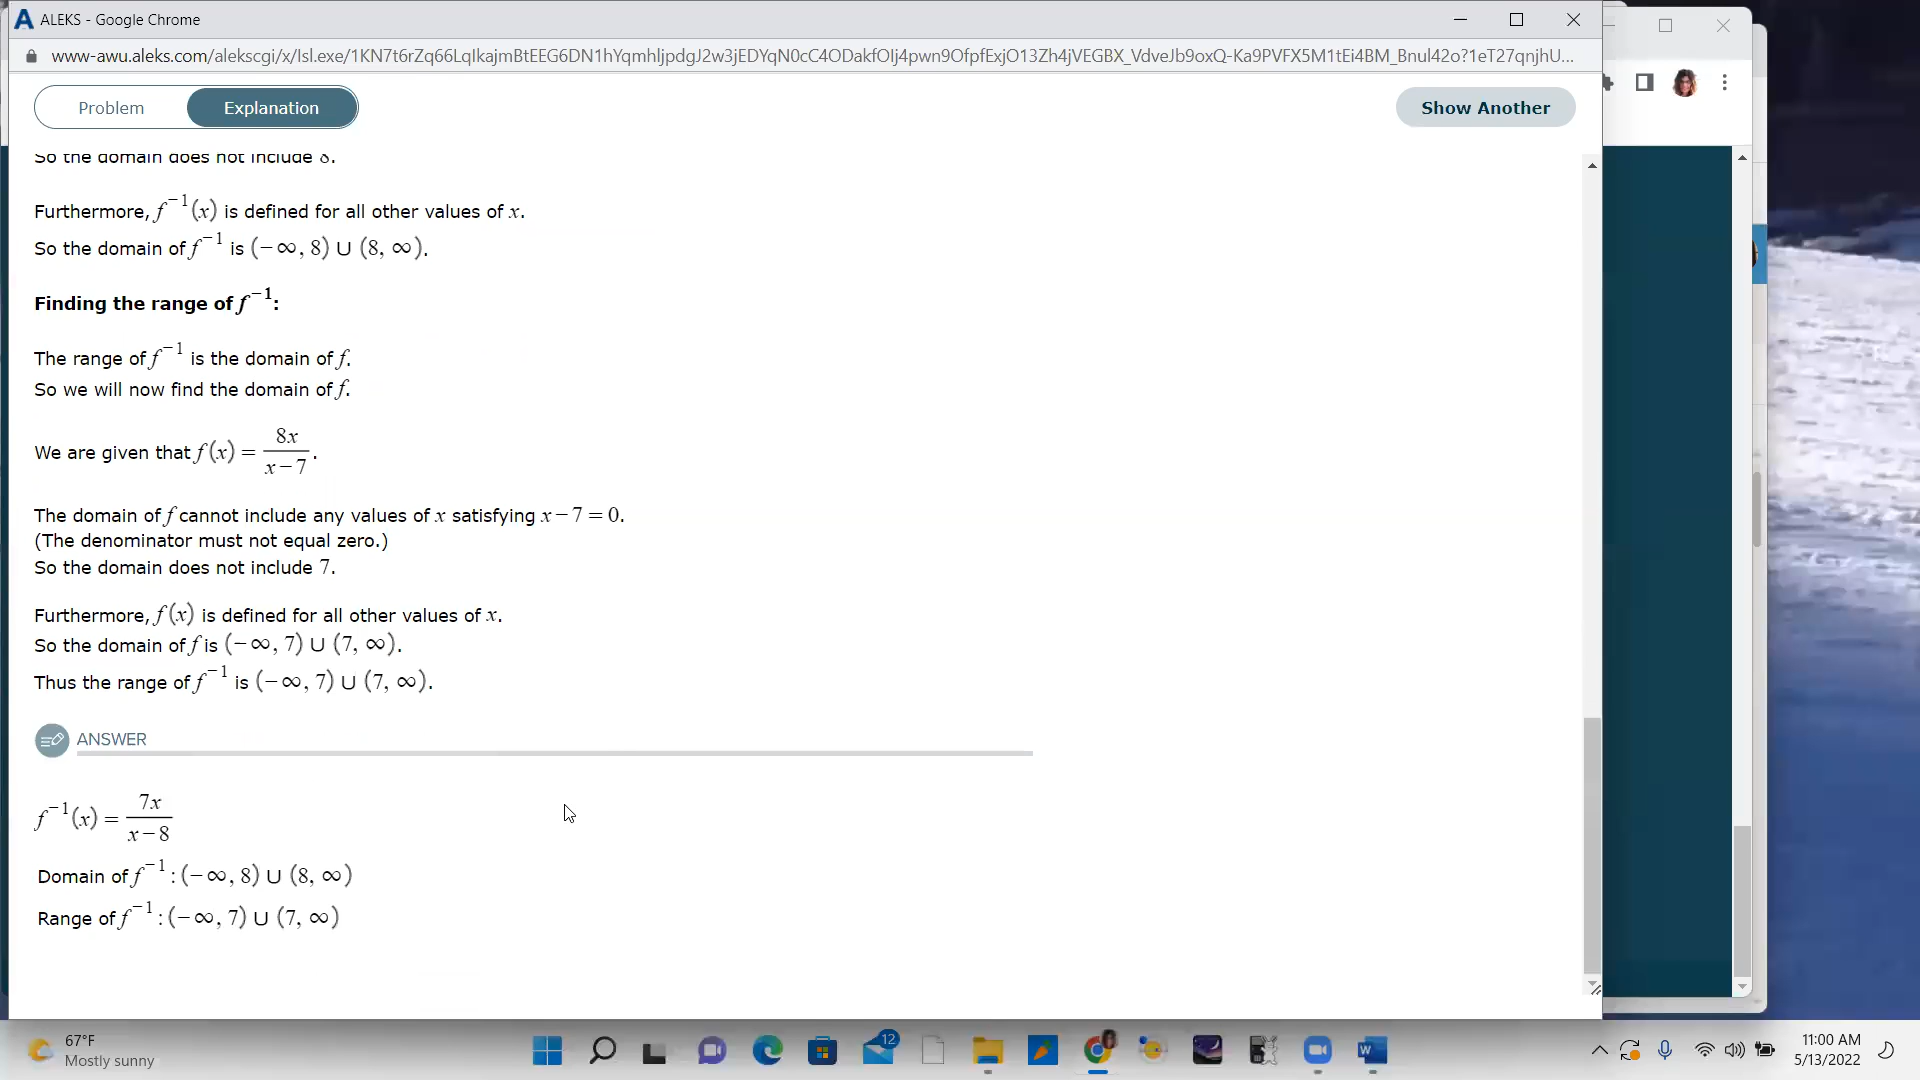 ALEKS - Google Chrome
www-awu.aleks.com/alekscgi/x/Isl.exe/1KN7t6rZq66LqIkajmBtEEG6DN1hYqmhljpdgJ2w3jEDYqN0cC4ODakfOlj4pwn9OfpfExjO13Zh4jVEGBX_VdveJb9oxQ-Ka9PVFX5M1tEi4BM_Bnul42o?1eT27qnjhU...
Problem Explanation Show Another
So the domain does not include 8.
Furthermore, f⁻¹(x) is defined for all other values of x.
So the domain of f⁻¹ is (−∞, 8) ∪ (8, ∞).
Finding the range of f⁻¹:
The range of f⁻¹ is the domain of f.
So we will now find the domain of f.
We are given that f(x) = 8x/(x−7).
The domain of f cannot include any values of x satisfying x−7=0.
(The denominator must not equal zero.)
So the domain does not include 7.
Furthermore, f(x) is defined for all other values of x.
So the domain of f is (−∞, 7) ∪ (7, ∞).
Thus the range of f⁻¹ is (−∞, 7) ∪ (7, ∞).
ANSWER
f⁻¹(x) = 7x/(x−8)
Domain of f⁻¹ : (−∞, 8) ∪ (8, ∞)
Range of f⁻¹ : (−∞, 7) ∪ (7, ∞)
67°F
Mostly sunny
12
11:00 AM
5/13/2022